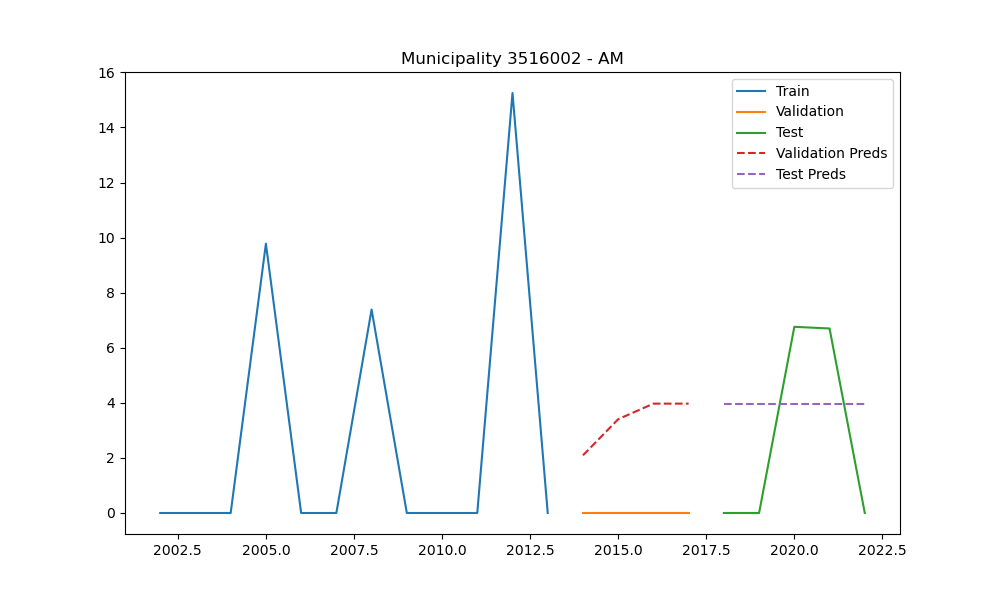 Municipality 3516002 - AM
16
14
12
10
8
6
4
2
0
2002.5 2005.0 2007.5 2010.0 2012.5 2015.0 2017.5 2020.0 2022.5
Train
Validation
Test
Validation Preds
Test Preds